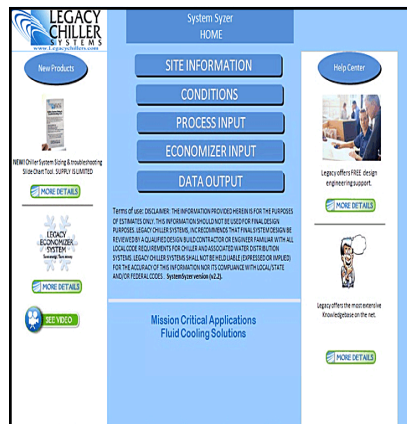 LEGACY
CHILLER
SYSTEMS
www.Legacychillers.com
New Products
NEW! Chiller System Sizing & troubleshooting
Slide Chart Tool. SUPPLY IS LIMITED
MORE DETAILS
LEGACY
ECONOMIZER
SYSTEM
Save energy. Save money.
MORE DETAILS
SEE VIDEO
System Syzer
HOME
SITE INFORMATION
CONDITIONS
PROCESS INPUT
ECONOMIZER INPUT
DATA OUTPUT
Terms of use: DISCLAIMER: THE INFORMATION PROVIDED HEREIN IS FOR THE PURPOSES
OF ESTIMATES ONLY. THIS INFORMATION SHOULD NOT BE USED FOR FINAL DESIGN
PURPOSES. LEGACY CHILLER SYSTEMS, INC RECOMMENDS THAT FINAL SYSTEM DESIGN BE
REVIEWED BY A QUALIFIED DESIGN BUILD CONTRACTOR OR ENGINEER FAMILIAR WITH ALL
LOCAL CODE REQUIREMENTS FOR CHILLER AND ASSOCIATED WATER DISTRIBUTION
SYSTEMS. LEGACY CHILLER SYSTEMS SHALL NOT BE HELD LIABLE (EXPRESSED OR IMPLIED)
FOR THE ACCURACY OF THIS INFORMATION NOR ITS COMPLIANCE WITH LOCAL/STATE
AND/OR FEDERAL CODES. SystemSyzer version (v2.2).
Mission Critical Applications
Fluid Cooling Solutions
Help Center
Legacy offers FREE design
engineering support.
MORE DETAILS
Legacy offers the most extensive
Knowledgebase on the net.
MORE DETAILS